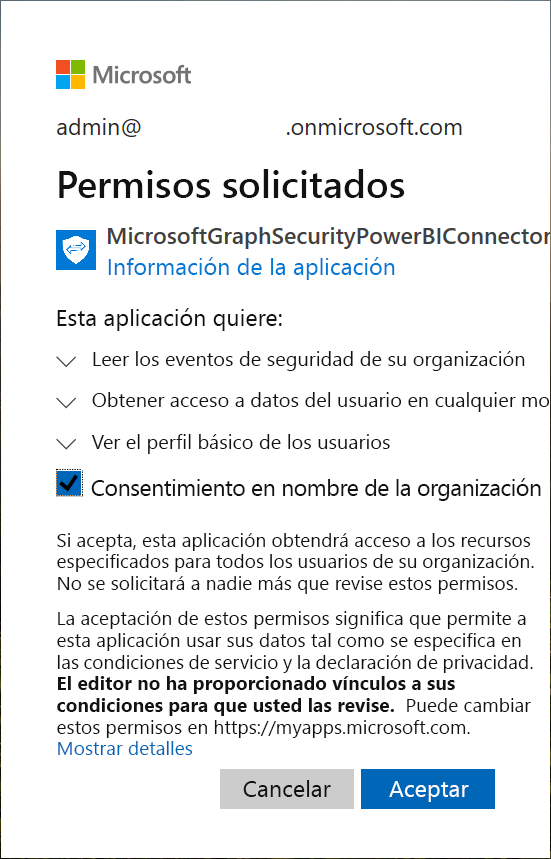 Microsoft
admin@ .onmicrosoft.com
Permisos solicitados
MicrosoftGraphSecurityPowerBIConnector
Información de la aplicación
Esta aplicación quiere:
Leer los eventos de seguridad de su organización
Obtener acceso a datos del usuario en cualquier mo
Ver el perfil básico de los usuarios
Consentimiento en nombre de la organización
Si acepta, esta aplicación obtendrá acceso a los recursos
especificados para todos los usuarios de su organización.
No se solicitará a nadie más que revise estos permisos.
La aceptación de estos permisos significa que permite a
esta aplicación usar sus datos tal como se especifica en
las condiciones de servicio y la declaración de privacidad.
El editor no ha proporcionado vínculos a sus
condiciones para que usted las revise. Puede cambiar
estos permisos en https://myapps.microsoft.com.
Mostrar detalles
Cancelar Aceptar